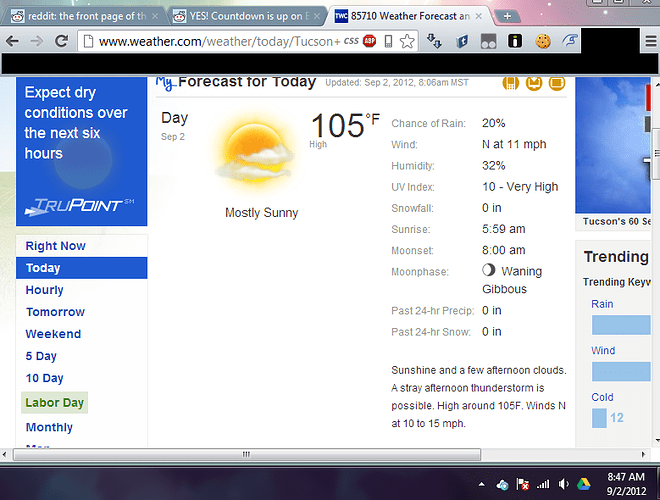 reddit: the front page of th
YES! Countdown is up on E
TWC 85710 Weather Forecast an
www.weather.com/weather/today/Tucson+
CSS
ABP
My Forecast for Today
Updated: Sep 2, 2012, 8:06am MST
Expect dry
conditions over
the next six
hours
TRUPOINT SM
Right Now
Today
Hourly
Tomorrow
Weekend
5 Day
10 Day
Labor Day
Monthly
Day
Sep 2
105°F
High
Mostly Sunny
Chance of Rain: 20%
Wind: N at 11 mph
Humidity: 32%
UV Index: 10 - Very High
Snowfall: 0 in
Sunrise: 5:59 am
Moonset: 8:00 am
Moonphase: Waning
Gibbous
Past 24-hr Precip: 0 in
Past 24-hr Snow: 0 in
Sunshine and a few afternoon clouds.
A stray afternoon thunderstorm is
possible. High around 105F. Winds N
at 10 to 15 mph.
Tucson's 60 Se
Trending
Trending Keyw
Rain
Wind
Cold
12
8:47 AM
9/2/2012